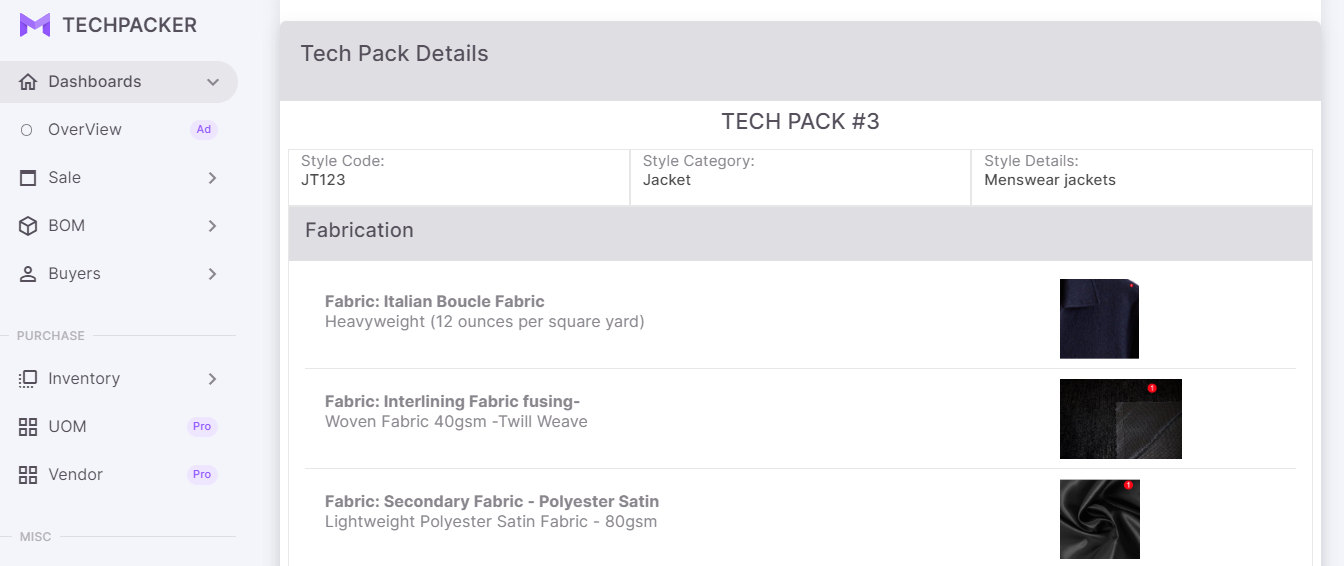 TECHPACKER
Dashboards
OverView
Ad
Sale
BOM
Buyers
PURCHASE
Inventory
UOM
Pro
Vendor
Pro
MISC
Tech Pack Details
TECH PACK #3
Style Code:
JT123
Style Category:
Jacket
Style Details:
Menswear jackets
Fabrication
Fabric: Italian Boucle Fabric
Heavyweight (12 ounces per square yard)
Fabric: Interlining Fabric fusing-
1
Woven Fabric 40gsm -Twill Weave
Fabric: Secondary Fabric - Polyester Satin
1
Lightweight Polyester Satin Fabric - 80gsm